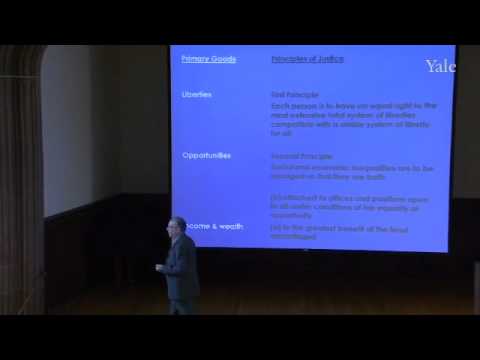 Primary Goods Principles of Justice
Yale
Liberties First Principle
Each person is to have an equal right to the
most extensive total system of liberties
compatible with a similar system of liberty
for all
Opportunities Second Principle
Social and economic inequalities are to be
arranged so that they are both:
attached to offices and positions open
to all under conditions of fair equality of
opportunity
Income & wealth (a) to the greatest benefit of the least
advantaged